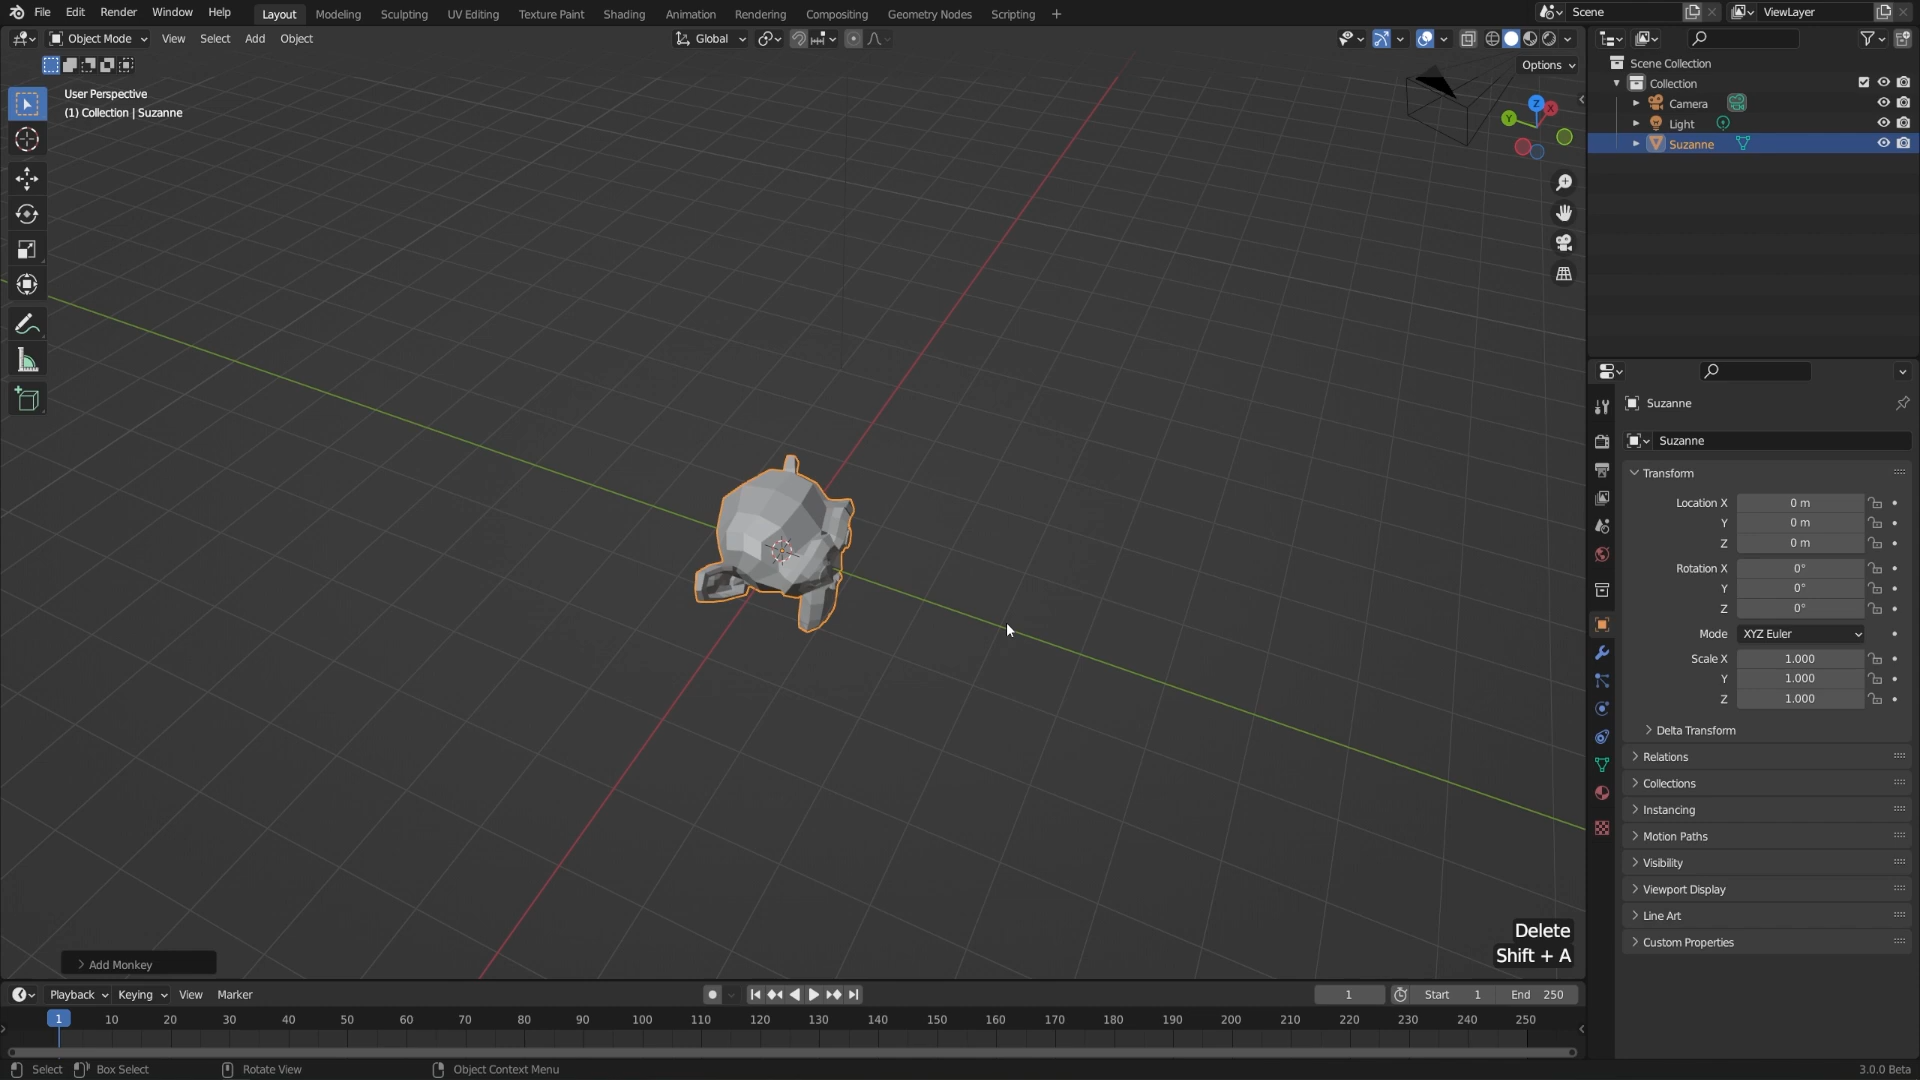 File Edit Render Window Help Layout Modeling Sculpting UV Editing Texture Paint Shading Animation Rendering Compositing Geometry Nodes Scripting + Scene ViewLayer
Object Mode View Select Add Object Global
Options
User Perspective
(1) Collection | Suzanne
Z
X
Y
Scene Collection
Collection
Camera
Light
Suzanne
Suzanne
Suzanne
Transform
Location X 0 m
Y 0 m
Z 0 m
Rotation X 0°
Y 0°
Z 0°
Mode XYZ Euler
Scale X 1.000
Y 1.000
Z 1.000
Delta Transform
Relations
Collections
Instancing
Motion Paths
Visibility
Viewport Display
Line Art
Custom Properties
Delete
Shift + A
Add Monkey
Playback Keying View Marker 1 Start 1 End 250
1 10 20 30 40 50 60 70 80 90 100 110 120 130 140 150 160 170 180 190 200 210 220 230 240 250
Select Box Select Rotate View Object Context Menu 3.0.0 Beta